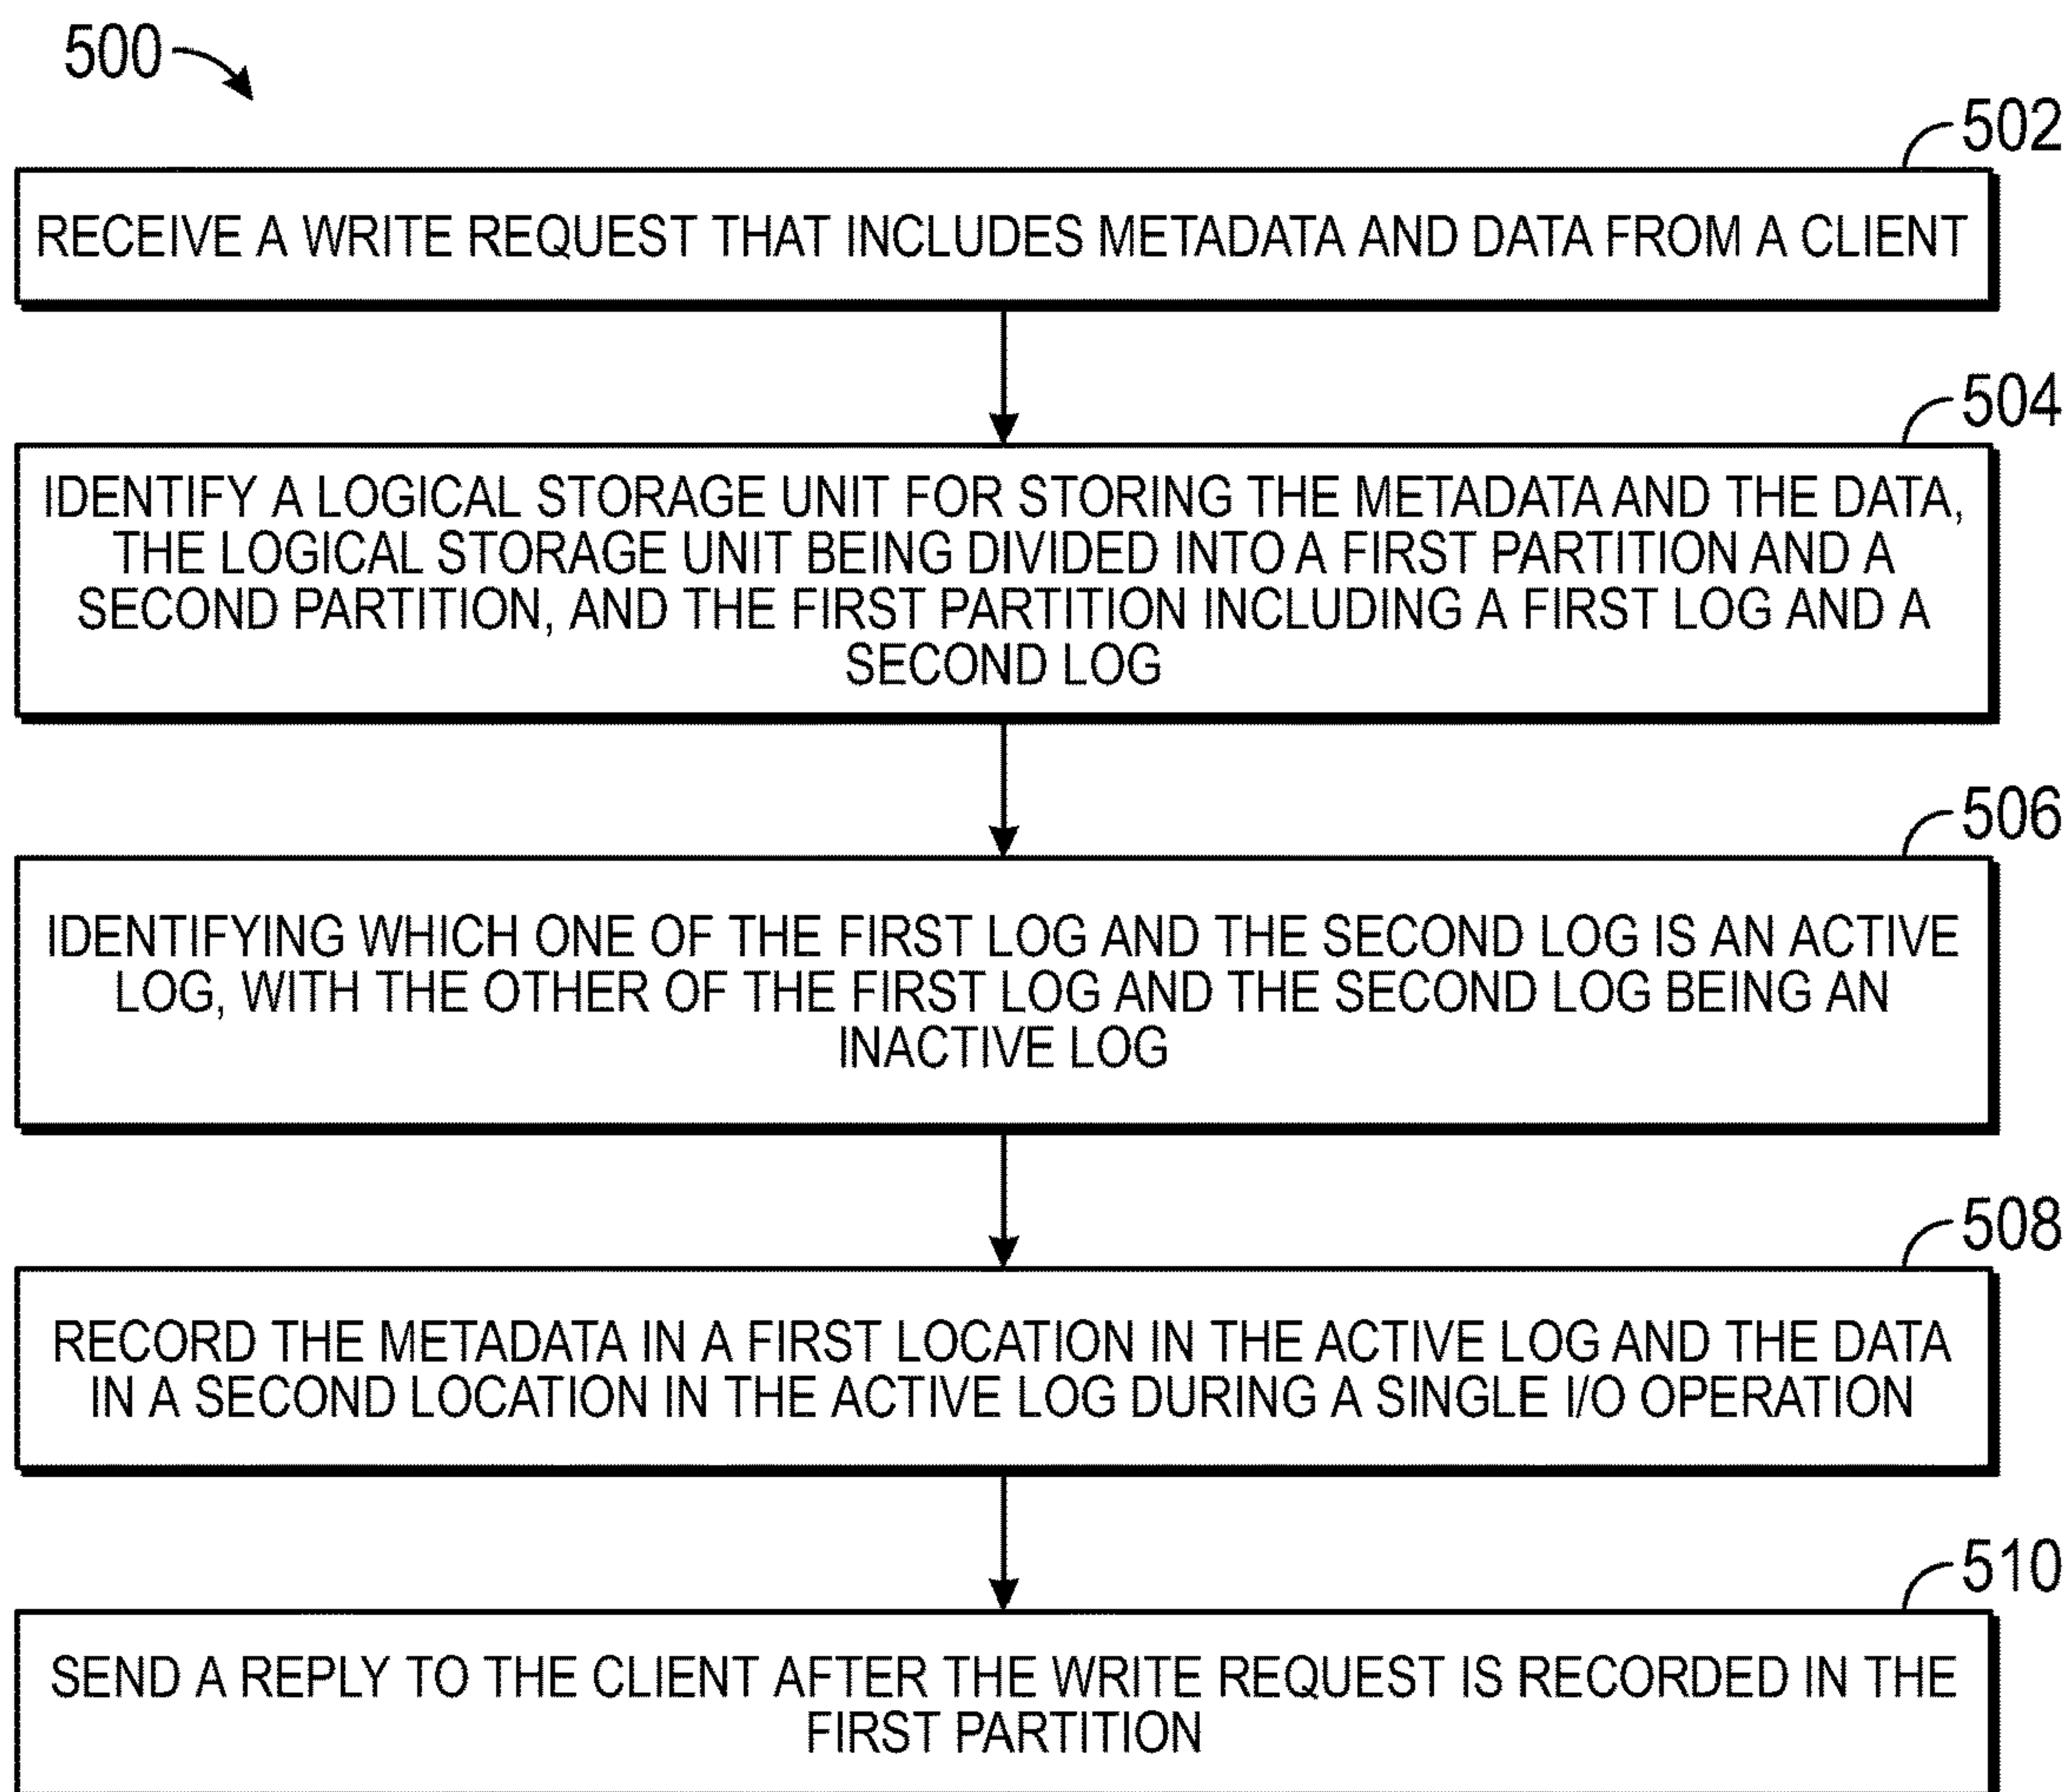 500
502
RECEIVE A WRITE REQUEST THAT INCLUDES METADATA AND DATA FROM A CLIENT
504
IDENTIFY A LOGICAL STORAGE UNIT FOR STORING THE METADATA AND THE DATA,
THE LOGICAL STORAGE UNIT BEING DIVIDED INTO A FIRST PARTITION AND A
SECOND PARTITION, AND THE FIRST PARTITION INCLUDING A FIRST LOG AND A
SECOND LOG
506
IDENTIFYING WHICH ONE OF THE FIRST LOG AND THE SECOND LOG IS AN ACTIVE
LOG, WITH THE OTHER OF THE FIRST LOG AND THE SECOND LOG BEING AN
INACTIVE LOG
508
RECORD THE METADATA IN A FIRST LOCATION IN THE ACTIVE LOG AND THE DATA
IN A SECOND LOCATION IN THE ACTIVE LOG DURING A SINGLE I/O OPERATION
510
SEND A REPLY TO THE CLIENT AFTER THE WRITE REQUEST IS RECORDED IN THE
FIRST PARTITION